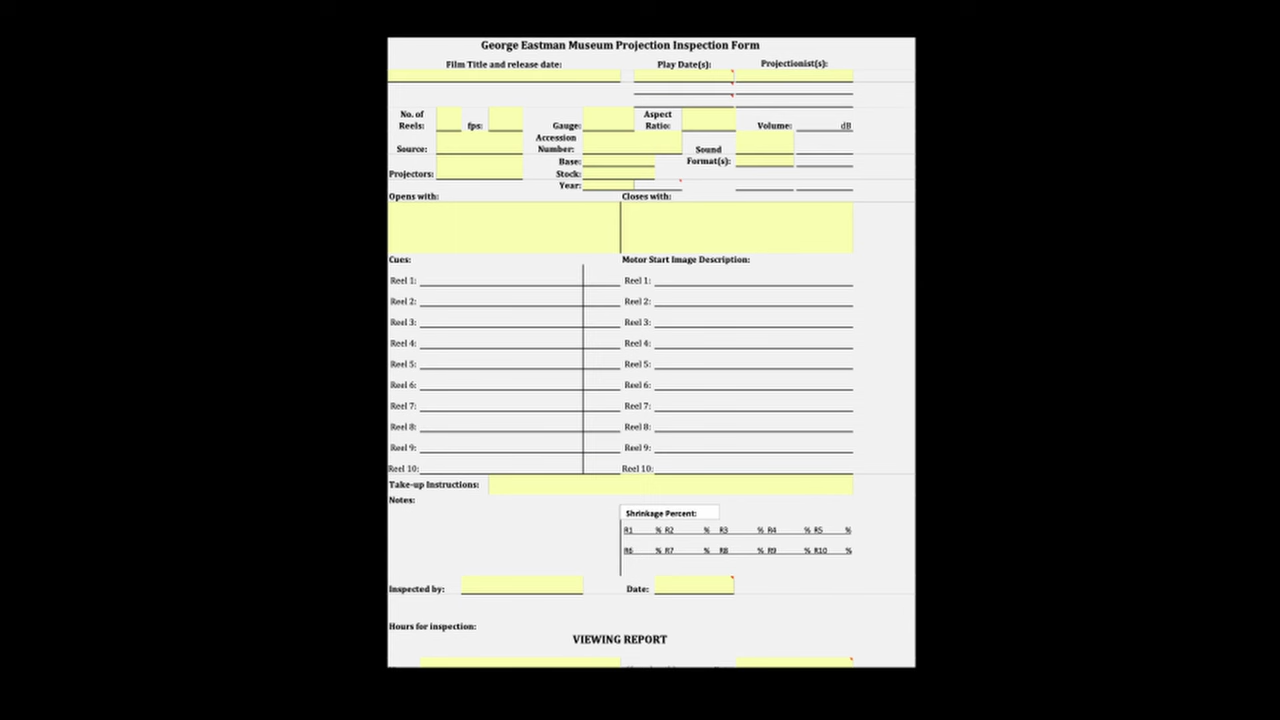 George Eastman Museum Projection Inspection Form
Film Title and release date: Play Date(s): Projectionist(s):
No. of Reels: fps: Gauge: Aspect Ratio: Volume: dB
Source: Accession Number: Sound Format(s):
Base:
Projectors: Stock:
Year:
Opens with: Closes with:
Cues: Motor Start Image Description:
Reel 1: Reel 1:
Reel 2: Reel 2:
Reel 3: Reel 3:
Reel 4: Reel 4:
Reel 5: Reel 5:
Reel 6: Reel 6:
Reel 7: Reel 7:
Reel 8: Reel 8:
Reel 9: Reel 9:
Reel 10: Reel 10:
Take-up Instructions:
Notes:
Shrinkage Percent:
R1 % R2 % R3 % R4 % R5 %
R6 % R7 % R8 % R9 % R10 %
Inspected by: Date:
Hours for inspection:
VIEWING REPORT